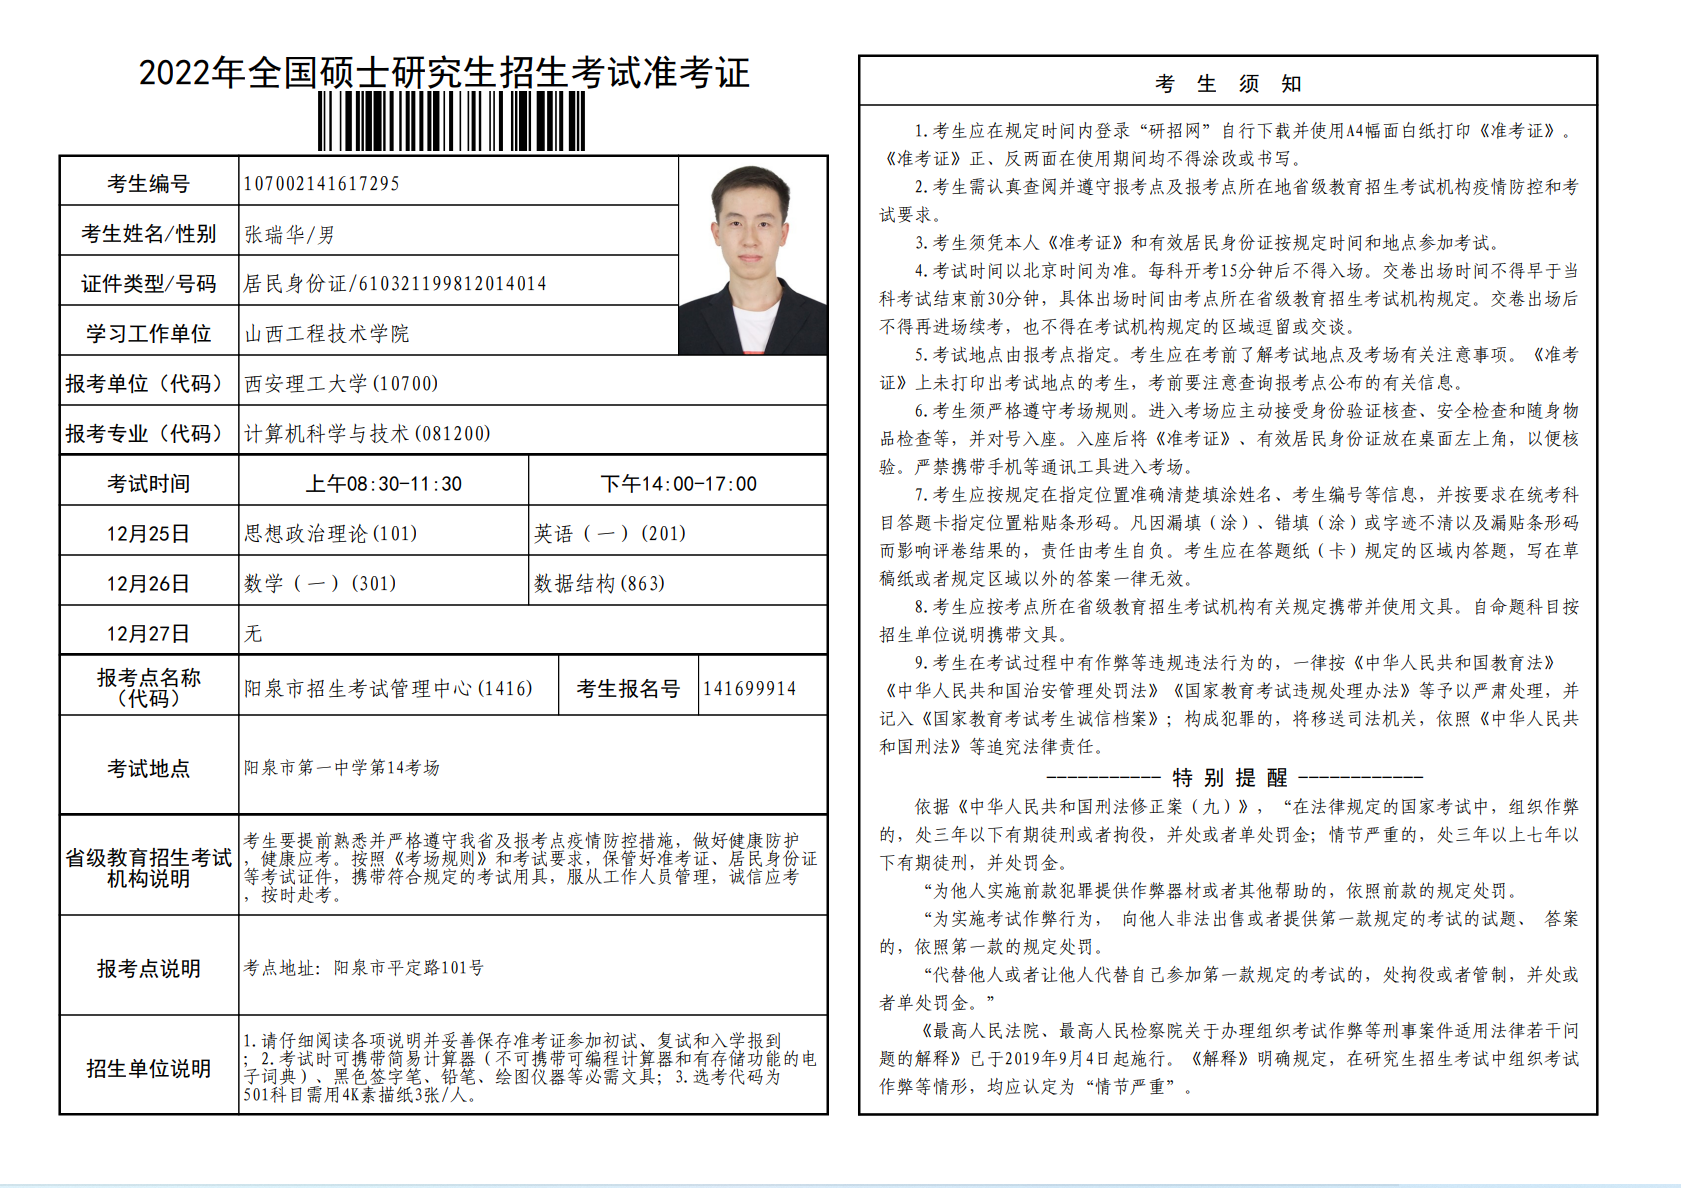 2022年全国硕士研究生招生考试准考证
考生编号 107002141617295
考生姓名/性别 张瑞华/男
证件类型/号码 居民身份证/610321199812014014
学习工作单位 山西工程技术学院
报考单位（代码） 西安理工大学(10700)
报考专业（代码） 计算机科学与技术(081200)
考试时间 上午08:30-11:30 下午14:00-17:00
12月25日 思想政治理论(101) 英语（一）(201)
12月26日 数学（一）(301) 数据结构(863)
12月27日 无
报考点名称
（代码） 阳泉市招生考试管理中心(1416) 考生报名号 141699914
考试地点 阳泉市第一中学第14考场
省级教育招生考试
机构说明
考生要提前熟悉并严格遵守我省及报考点疫情防控措施，做好健康防护
，健康应考。按照《考场规则》和考试要求，保管好准考证、居民身份证
等考试证件，携带符合规定的考试用具，服从工作人员管理，诚信应考
，按时赴考。
报考点说明 考点地址：阳泉市平定路101号
招生单位说明
1.请仔细阅读各项说明并妥善保存准考证参加初试、复试和入学报到
；2.考试时可携带简易计算器（不可携带可编程计算器和有存储功能的电
子词典）、黑色签字笔、铅笔、绘图仪器等必需文具；3.选考代码为
501科目需用4K素描纸3张/人。
考 生 须 知
1.考生应在规定时间内登录“研招网”自行下载并使用A4幅面白纸打印《准考证》。
《准考证》正、反两面在使用期间均不得涂改或书写。
2.考生需认真查阅并遵守报考点及报考点所在地省级教育招生考试机构疫情防控和考
试要求。
3.考生须凭本人《准考证》和有效居民身份证按规定时间和地点参加考试。
4.考试时间以北京时间为准。每科开考15分钟后不得入场。交卷出场时间不得早于当
科考试结束前30分钟，具体出场时间由考点所在省级教育招生考试机构规定。交卷出场后
不得再进场续考，也不得在考试机构规定的区域逗留或交谈。
5.考试地点由报考点指定。考生应在考前了解考试地点及考场有关注意事项。《准考
证》上未打印出考试地点的考生，考前要注意查询报考点公布的有关信息。
6.考生须严格遵守考场规则。进入考场应主动接受身份验证核查、安全检查和随身物
品检查等，并对号入座。入座后将《准考证》、有效居民身份证放在桌面左上角，以便核
验。严禁携带手机等通讯工具进入考场。
7.考生应按规定在指定位置准确清楚填涂姓名、考生编号等信息，并按要求在统考科
目答题卡指定位置粘贴条形码。凡因漏填（涂）、错填（涂）或字迹不清以及漏贴条形码
而影响评卷结果的，责任由考生自负。考生应在答题纸（卡）规定的区域内答题，写在草
稿纸或者规定区域以外的答案一律无效。
8.考生应按考点所在省级教育招生考试机构有关规定携带并使用文具。自命题科目按
招生单位说明携带文具。
9.考生在考试过程中有作弊等违规违法行为的，一律按《中华人民共和国教育法》
《中华人民共和国治安管理处罚法》《国家教育考试违规处理办法》等予以严肃处理，并
记入《国家教育考试考生诚信档案》；构成犯罪的，将移送司法机关，依照《中华人民共
和国刑法》等追究法律责任。
----------- 特 别 提 醒 ------------
依据《中华人民共和国刑法修正案（九）》，“在法律规定的国家考试中，组织作弊
的，处三年以下有期徒刑或者拘役，并处或者单处罚金；情节严重的，处三年以上七年以
下有期徒刑，并处罚金。
“为他人实施前款犯罪提供作弊器材或者其他帮助的，依照前款的规定处罚。
“为实施考试作弊行为， 向他人非法出售或者提供第一款规定的考试的试题、 答案
的，依照第一款的规定处罚。
“代替他人或者让他人代替自己参加第一款规定的考试的，处拘役或者管制，并处或
者单处罚金。”
《最高人民法院、最高人民检察院关于办理组织考试作弊等刑事案件适用法律若干问
题的解释》已于2019年9月4日起施行。《解释》明确规定，在研究生招生考试中组织考试
作弊等情形，均应认定为“情节严重”。